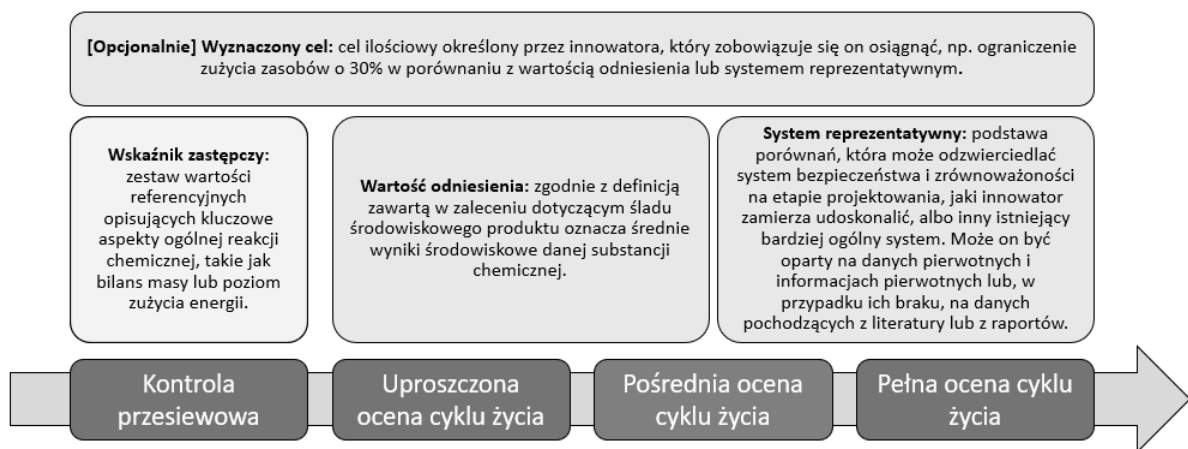 [Opcjonalnie] Wyznaczony cel: cel ilościowy określony przez innowatora, który zobowiązuje się on osiągnąć, np. ograniczenie
zużycia zasobów o 30% w porównaniu z wartością odniesienia lub systemem reprezentatywnym.
Wskaźnik zastępczy:
zestaw wartości
referencyjnych
opisujących kluczowe
aspekty ogólnej reakcji
chemicznej, takie jak
bilans masy lub poziom
zużycia energii.
Wartość odniesienia: zgodnie z definicją
zawartą w zaleceniu dotyczącym śladu
środowiskowego produktu oznacza średnie
wyniki środowiskowe danej substancji
chemicznej.
System reprezentatywny: podstawa
porównań, która może odzwierciedlać
system bezpieczeństwa i zrównoważoności
na etapie projektowania, jaki innowator
zamierza udoskonalić, albo inny istniejący
bardziej ogólny system. Może on być
oparty na danych pierwotnych i
informacjach pierwotnych lub, w
przypadku ich braku, na danych
pochodzących z literatury lub z raportów.
Kontrola
przesiewowa
Uproszczona
ocena cyklu życia
Pośrednia ocena
cyklu życia
Pełna ocena cyklu
życia